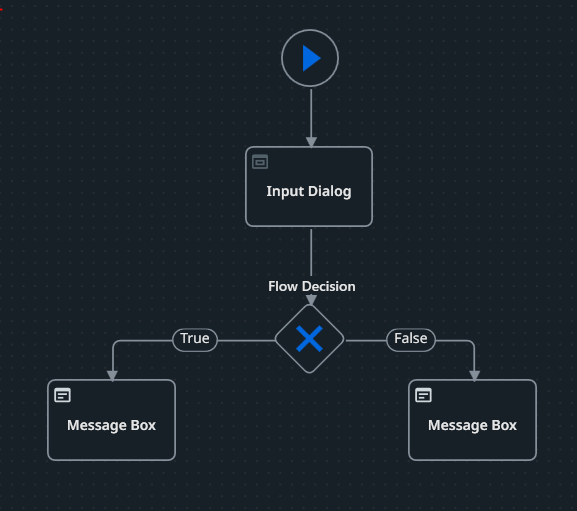 Input Dialog
Flow Decision
True
False
Message Box
Message Box